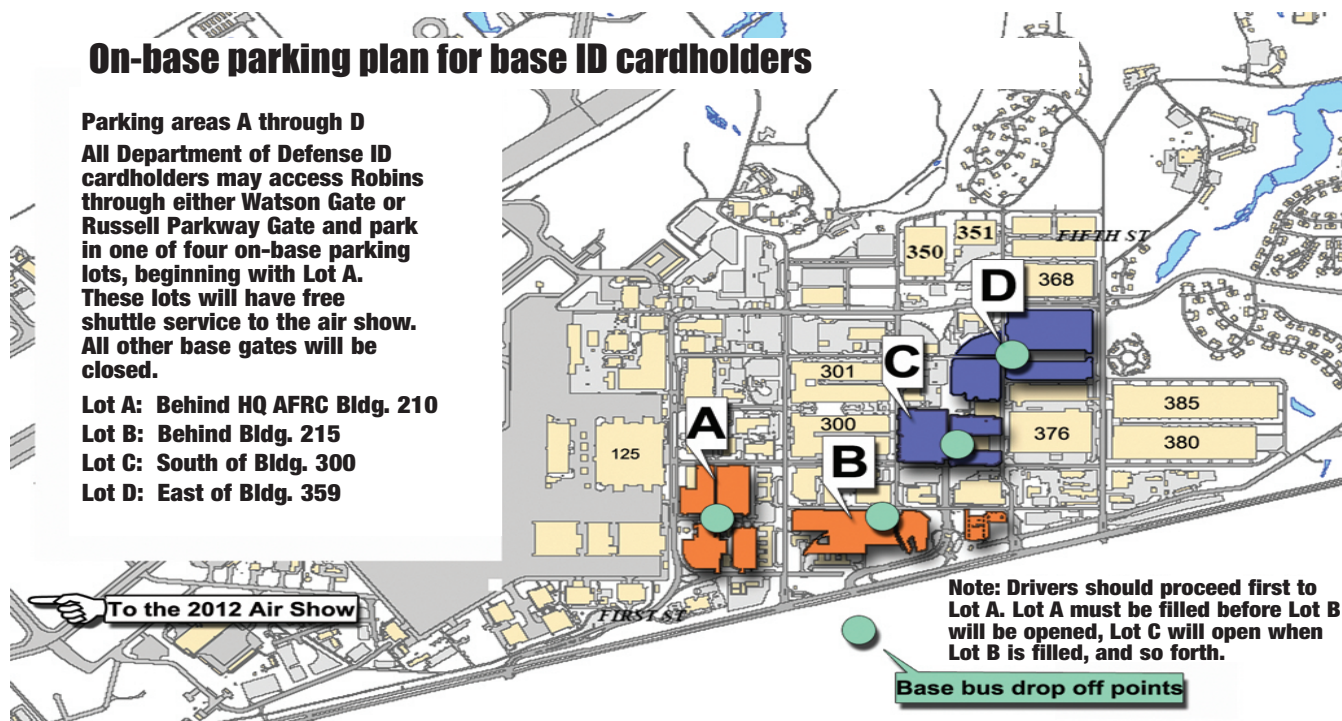 On-base parking plan for base ID cardholders
Parking areas A through D
All Department of Defense ID
cardholders may access Robins
through either Watson Gate or
Russell Parkway Gate and park
in one of four on-base parking
lots, beginning with Lot A.
These lots will have free
shuttle service to the air show.
All other base gates will be
closed.
Lot A: Behind HQ AFRC Bldg. 210
Lot B: Behind Bldg. 215
Lot C: South of Bldg. 300
Lot D: East of Bldg. 359
351
350
FIFTH ST
368
D
301
C
385
A
300
376
380
125
B
To the 2012 Air Show
FIRST ST
Note: Drivers should proceed first to
Lot A. Lot A must be filled before Lot B
will be opened, Lot C will open when
Lot B is filled, and so forth.
Base bus drop off points